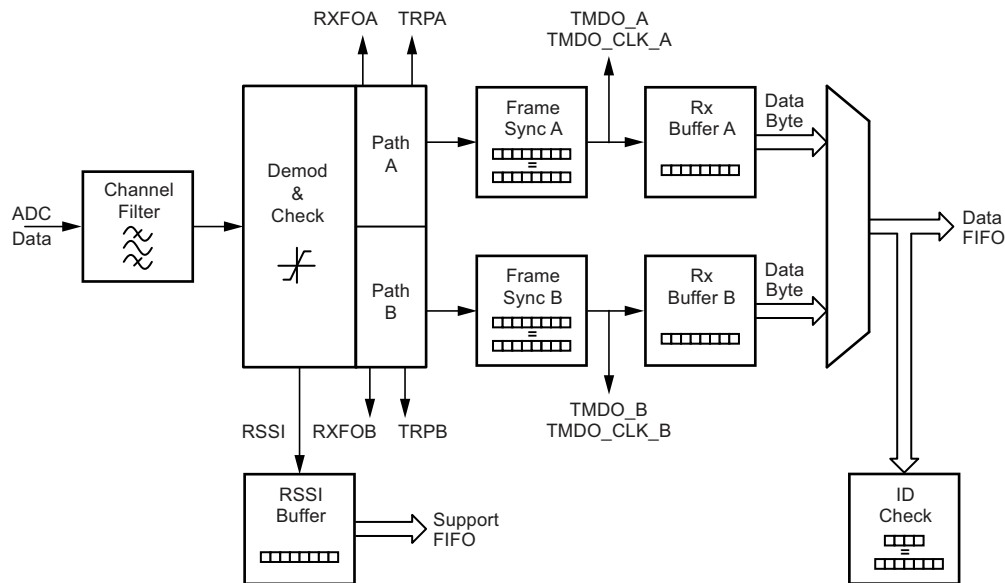 RXFOA
TRPA
TMDO_A
TMDO_CLK_A
ADC
Data
Channel
Filter
Demod
&
Check
Path
A
Path
B
Frame
Sync A
=
Rx
Buffer A
Data
Byte
Frame
Sync B
=
Rx
Buffer B
Data
Byte
Data
FIFO
RSSI
RXFOB
TRPB
TMDO_B
TMDO_CLK_B
RSSI
Buffer
Support
FIFO
ID
Check
=